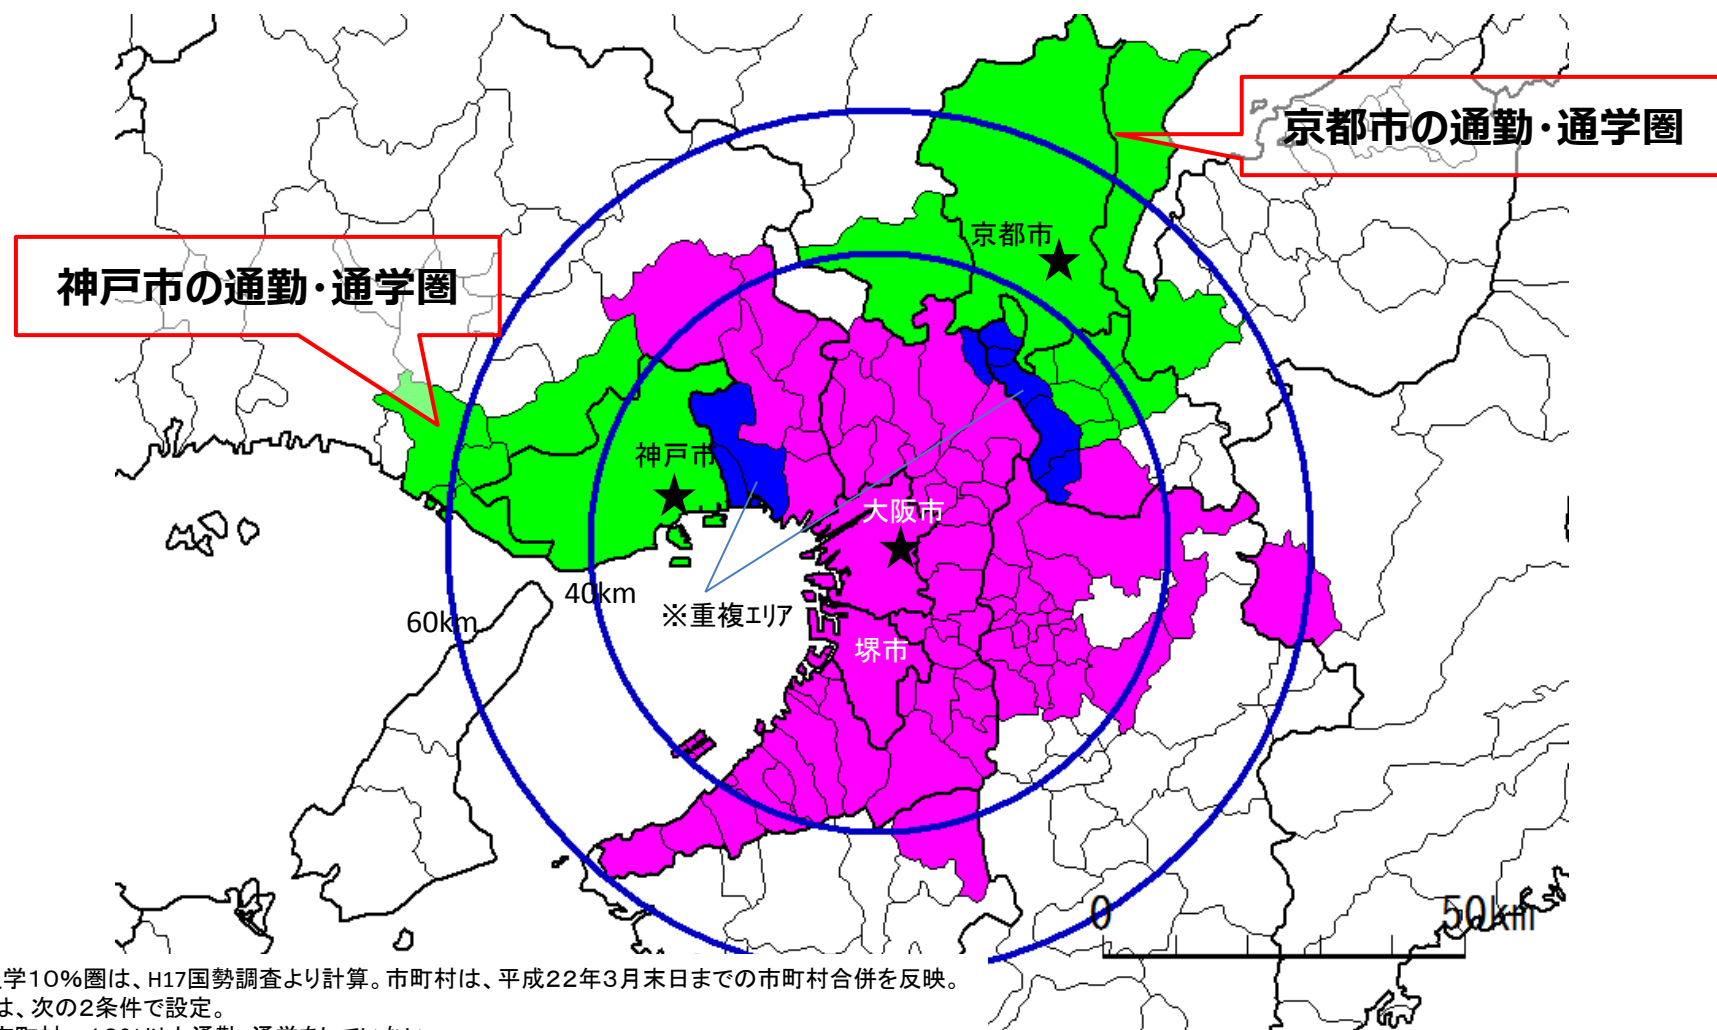 京都市の通勤・通学圏
京都市
神戸市の通勤・通学圏
神戸市
大阪市
40km
60km
※重複エリア
堺市
0 50km
学10%圏は、H17国勢調査より計算。市町村は、平成22年3月末日までの市町村合併を反映。
は、次の2条件で設定。